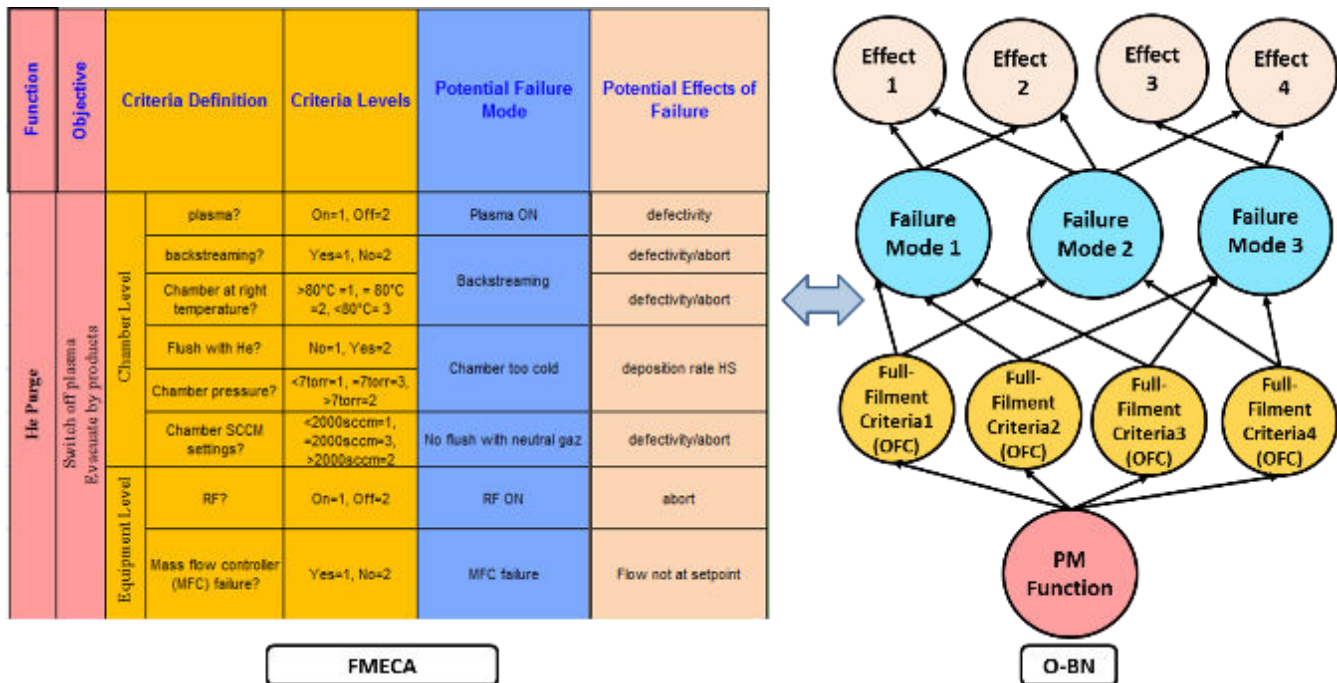 Function
Objective
Criteria Definition
Criteria Levels
Potential Failure
Mode
Potential Effects of
Failure
He Purge
Switch off plasma
Evacuate by products
Chamber Level
plasma?
On=1, Off=2
Plasma ON
defectivity
backstreaming?
Yes=1, No=2
Backstreaming
defectivity/abort
Chamber at right
temperature?
>80°C =1, = 80°C
=2, <80°C= 3
defectivity/abort
Flush with He?
No=1, Yes=2
Chamber too cold
deposition rate HS
Chamber pressure?
<7torr=1, =7torr=3,
>7torr=2
Chamber SCCM
settings?
<2000sccm=1,
=2000sccm=3,
>2000sccm=2
No flush with neutral gaz
defectivity/abort
Equipment Level
RF?
On=1, Off=2
RF ON
abort
Mass flow controller
(MFC) failure?
Yes=1, No=2
MFC failure
Flow not at setpoint
FMECA
Effect
1
Effect
2
Effect
3
Effect
4
Failure
Mode 1
Failure
Mode 2
Failure
Mode 3
Full-
Filment
Criteria1
(OFC)
Full-
Filment
Criteria2
(OFC)
Full-
Filment
Criteria3
(OFC)
Full-
Filment
Criteria4
(OFC)
PM
Function
O-BN